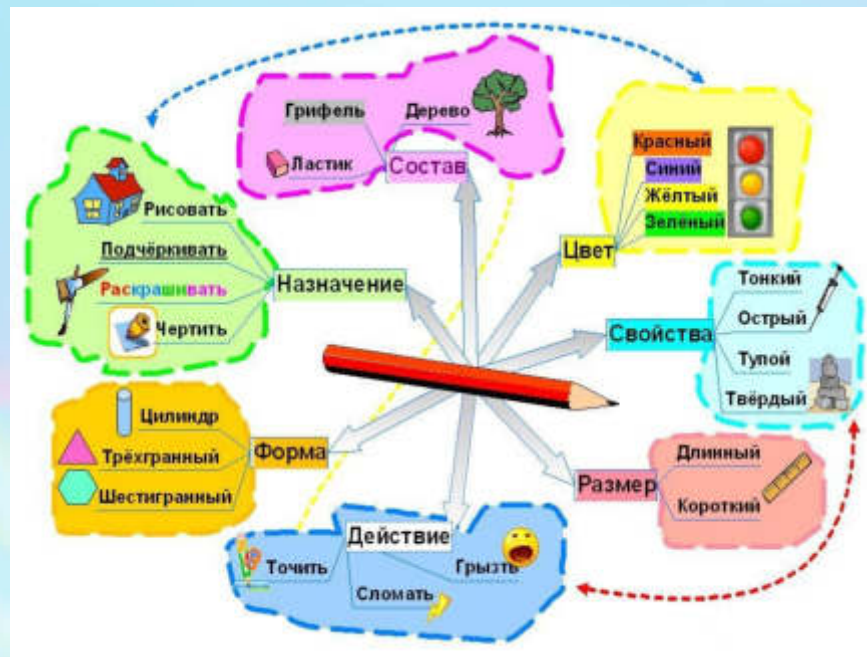 Состав
Грифель
Дерево
Ластик
Цвет
Красный
Синий
Жёлтый
Зеленый
Свойства
Тонкий
Острый
Тупой
Твёрдый
Размер
Длинный
Короткий
Действие
Точить
Сломать
Грызть
Форма
Цилиндр
Трёхгранный
Шестигранный
Назначение
Рисовать
Подчёркивать
Раскрашивать
Чертить